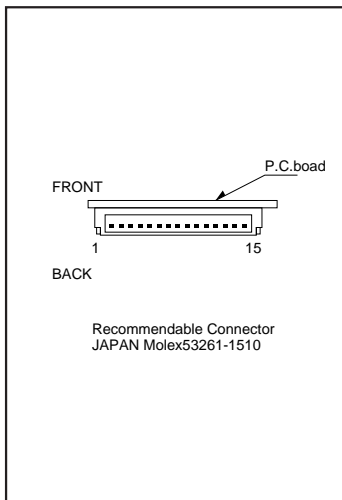 P.C.boad
FRONT
1 15
BACK
Recommendable Connector
JAPAN Molex53261-1510